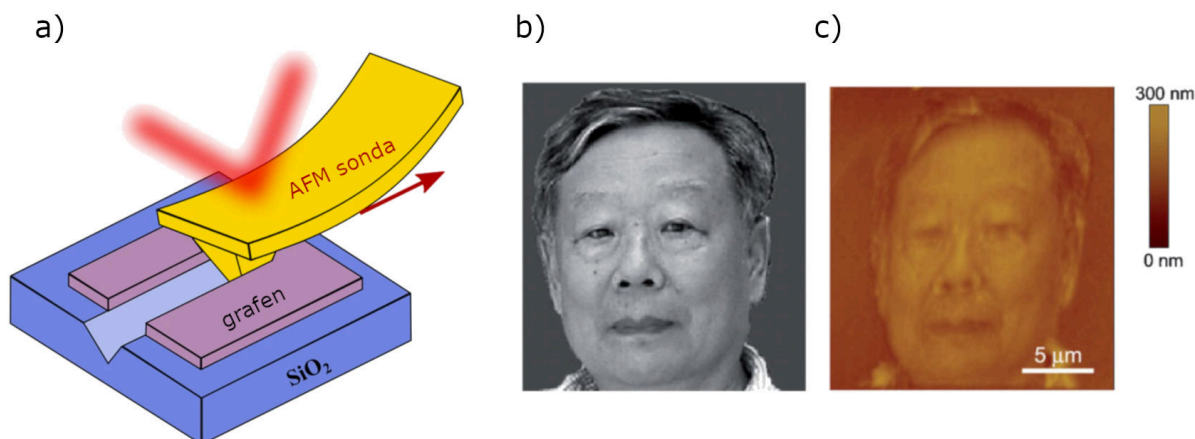 a)
b)
c)
AFM sonda
grafen
SiO₂
300 nm
0 nm
5 μm